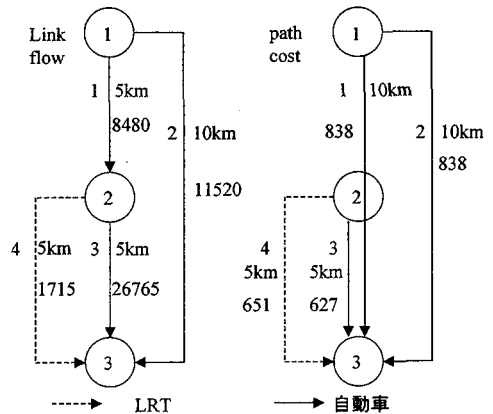 Link
flow
1
1 5km
8480
2 10km
11520
2
4 5km
1715
3 5km
26765
3
LRT
path
cost
1
1 10km
838
2 10km
838
2
4
5km
651
3
5km
627
3
自動車